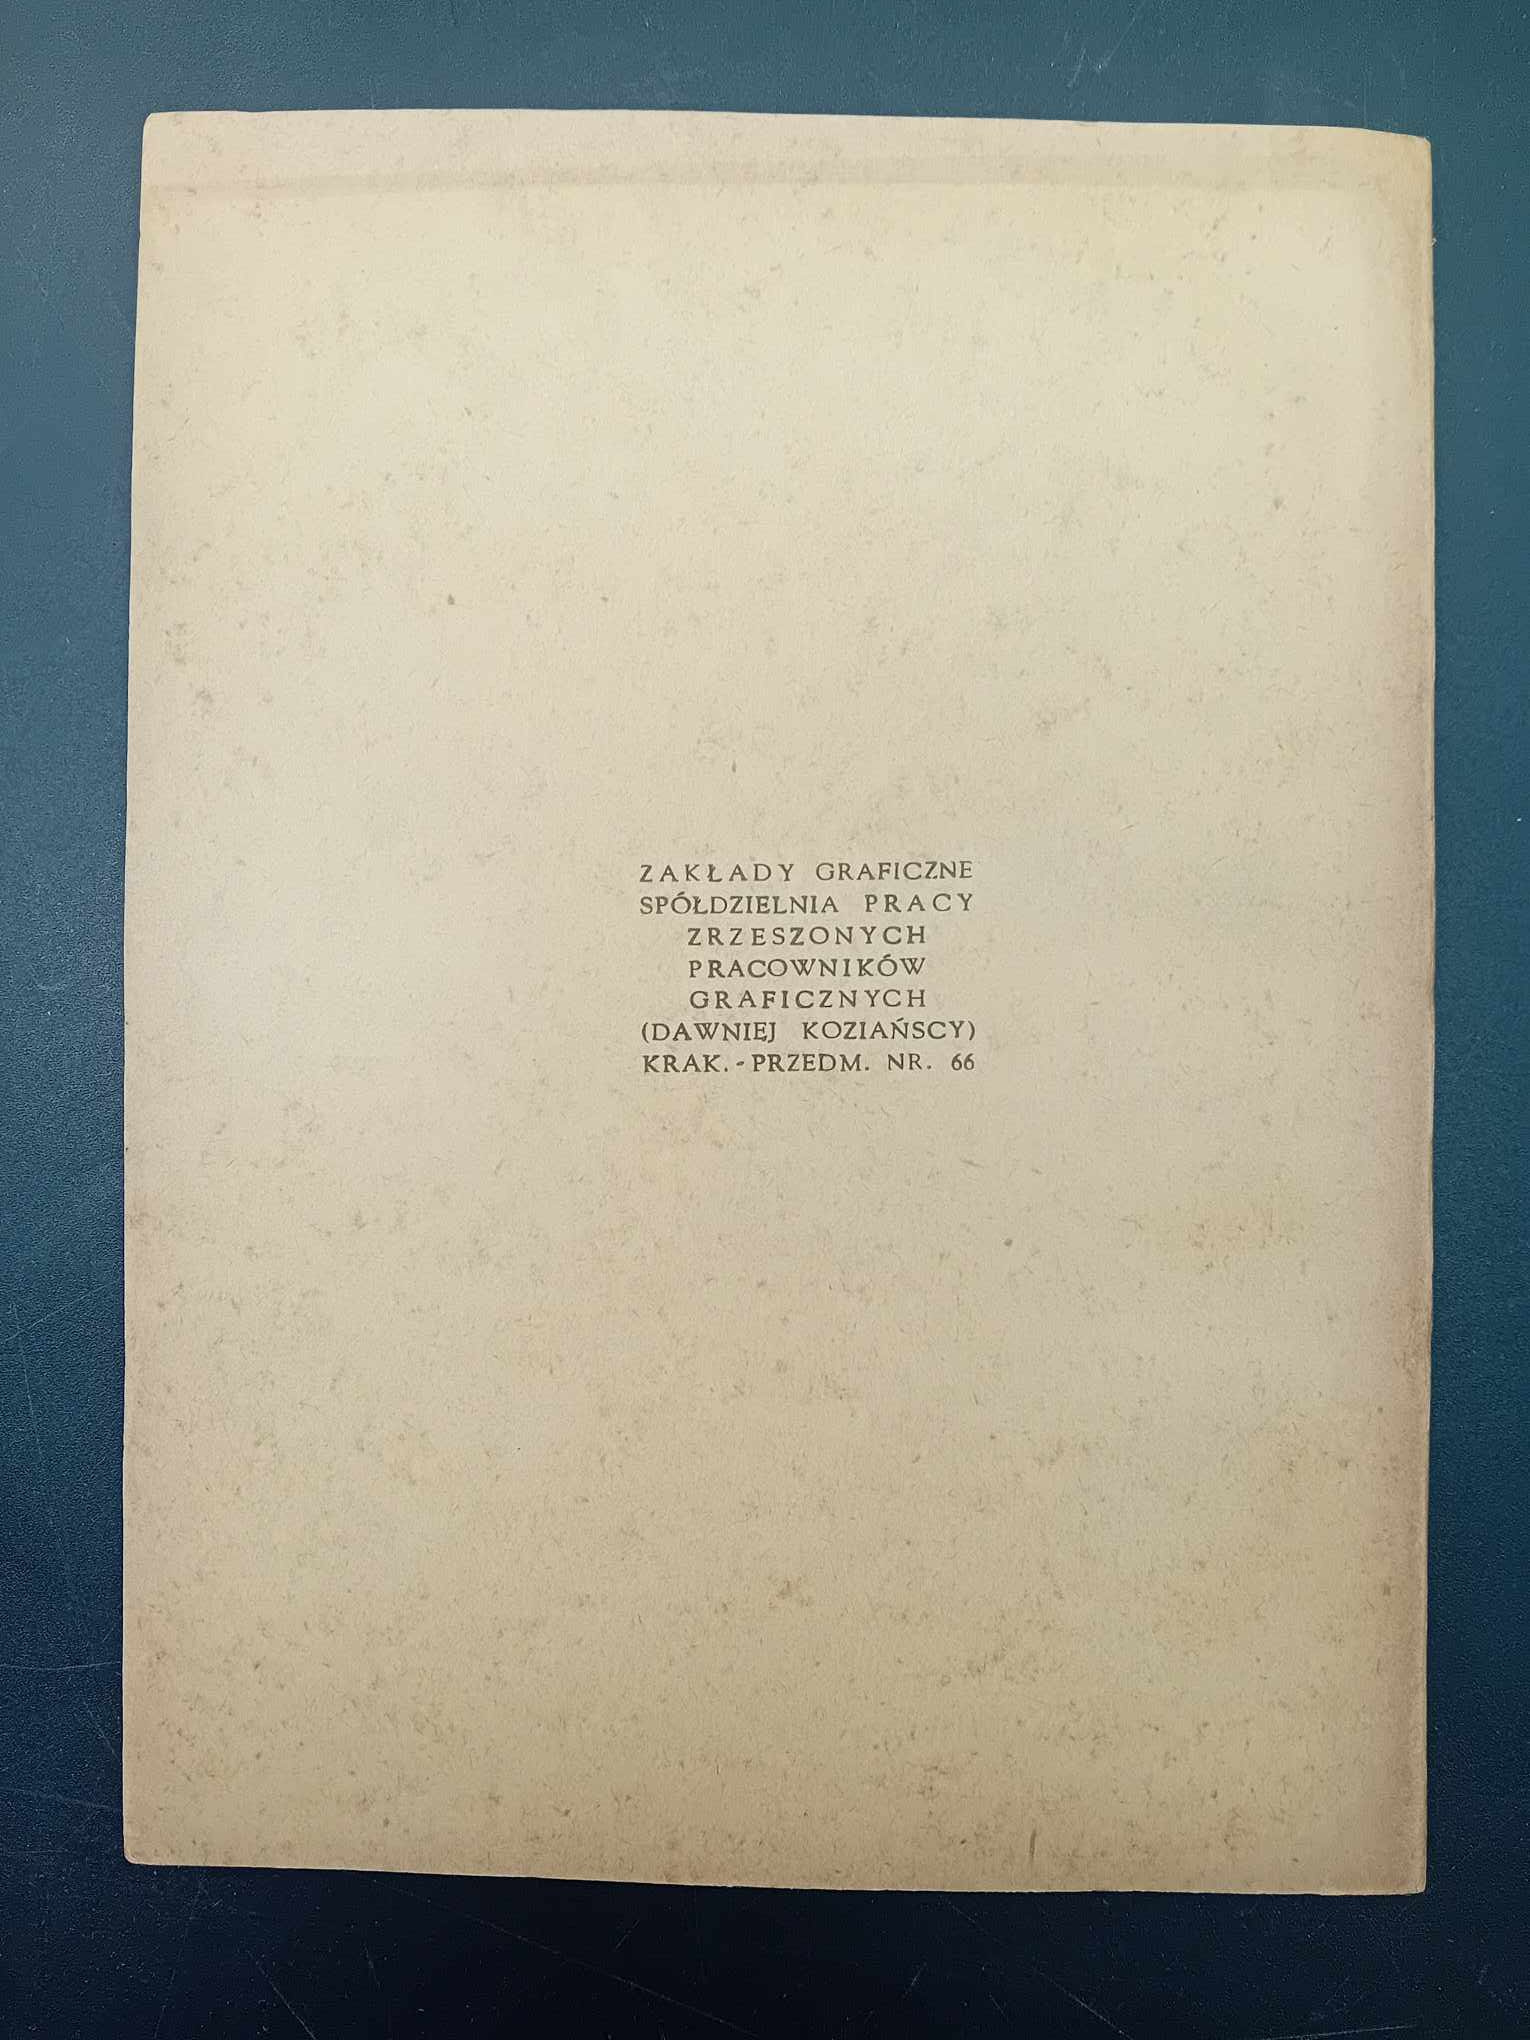 ZAKŁADY GRAFICZNE
SPÓŁDZIELNIA PRACY
ZRZESZONYCH
PRACOWNIKÓW
GRAFICZNYCH
(DAWNIEJ KOZIAŃSCY)
KRAK.-PRZEDM. NR. 66